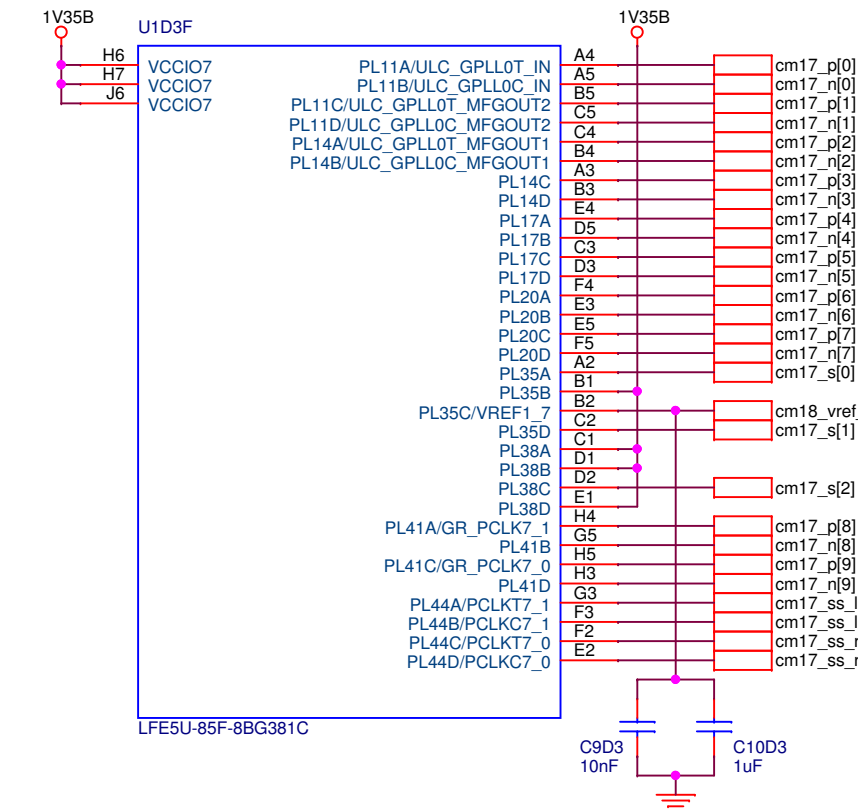 1V35B
1V35B
U1D3F
H6 VCCIO7
H7 VCCIO7
J6 VCCIO7
PL11A/ULC_GPLL0T_IN A4 cm17_p[0]
PL11B/ULC_GPLL0C_IN A5 cm17_n[0]
PL11C/ULC_GPLL0T_MFGOUT2 B5 cm17_p[1]
PL11D/ULC_GPLL0C_MFGOUT2 C5 cm17_n[1]
PL14A/ULC_GPLL0T_MFGOUT1 C4 cm17_p[2]
PL14B/ULC_GPLL0C_MFGOUT1 B4 cm17_n[2]
PL14C A3 cm17_p[3]
PL14D B3 cm17_n[3]
PL17A E4 cm17_p[4]
PL17B D5 cm17_n[4]
PL17C C3 cm17_p[5]
PL17D D3 cm17_n[5]
PL20A F4 cm17_p[6]
PL20B E3 cm17_n[6]
PL20C E5 cm17_p[7]
PL20D F5 cm17_n[7]
PL35A A2 cm17_s[0]
PL35B B1
PL35C/VREF1_7 B2 cm18_vref_
PL35D C2 cm17_s[1]
PL38A C1
PL38B D1
PL38C D2 cm17_s[2]
PL38D E1
PL41A/GR_PCLK7_1 H4 cm17_p[8]
PL41B G5 cm17_n[8]
PL41C/GR_PCLK7_0 H5 cm17_p[9]
PL41D H3 cm17_n[9]
PL44A/PCLKT7_1 G3 cm17_ss_l
PL44B/PCLKC7_1 F3 cm17_ss_l
PL44C/PCLKT7_0 F2 cm17_ss_r
PL44D/PCLKC7_0 E2 cm17_ss_r
LFE5U-85F-8BG381C
C9D3
10nF
C10D3
1uF